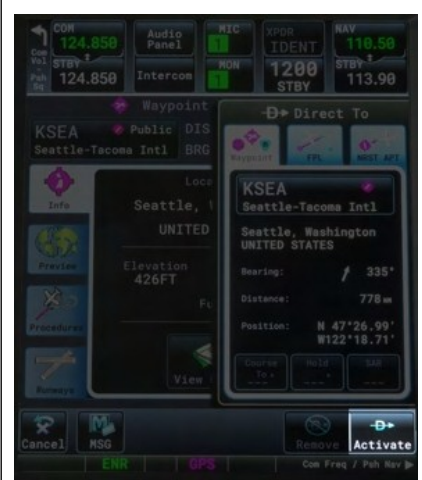 COM
124.850
STBY
124.850
Com
Vol
Psh
Sq
Audio
Panel
Intercom
MIC
1
MON
1
XPDR
IDENT
1200
STBY
NAV
110.50
STBY
113.90
Waypoint
KSEA
Public
Seattle-Tacoma Intl
DIS
BRG
Info
Preview
Procedures
Runways
Loca
Seattle,
UNITED
Elevation
426FT
Fu
View
Direct To
Waypoint
FPL
NRST APT
KSEA
Seattle-Tacoma Intl
Seattle, Washington
UNITED STATES
Bearing: 335°
Distance: 778NM
Position: N 47°26.99'
W122°18.71'
Course
To
Hold
SAR
Cancel
MSG
Remove
Activate
ENR
GPS
Com Freq / Psh Nav